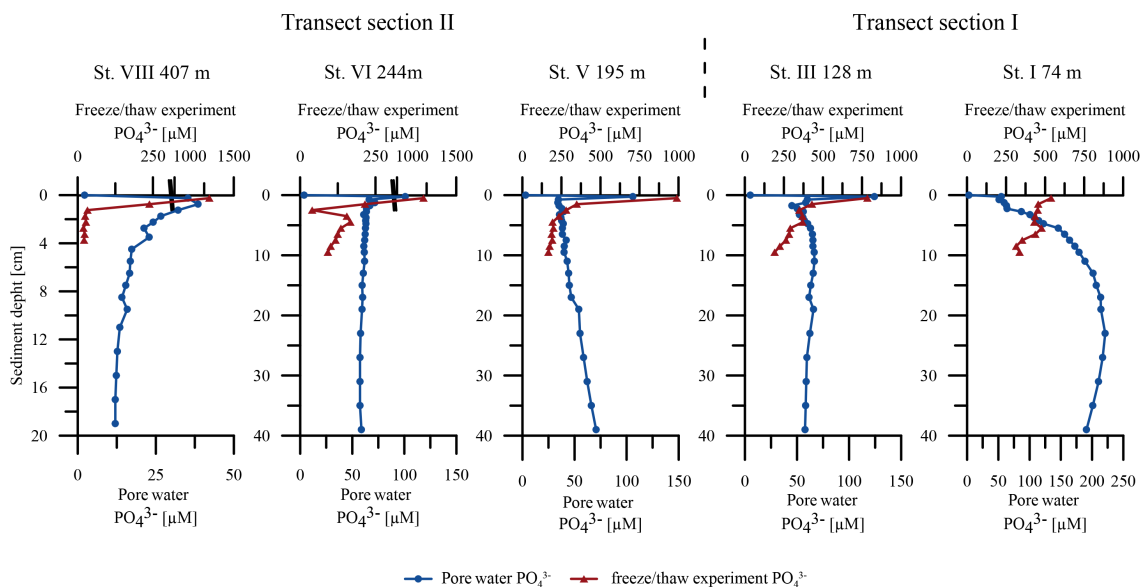 Transect section II Transect section I
St. VIII 407 m St. VI 244m St. V 195 m St. III 128 m St. I 74 m
Freeze/thaw experiment Freeze/thaw experiment Freeze/thaw experiment Freeze/thaw experiment Freeze/thaw experiment
PO₄³⁻ [µM] PO₄³⁻ [µM] PO₄³⁻ [µM] PO₄³⁻ [µM] PO₄³⁻ [µM]
0 250 1000 1500 0 250 750 1500 0 250 500 750 1000 0 250 500 750 1000 0 250 500 750 1000
0 0 0 0 0
4 10 10 10 10
8 20 20 20 20
12 30 30 30 30
16
20 40 40 40 40
Sediment depht [cm]
0 25 50 0 50 100 150 0 50 100 150 0 50 100 150 0 50 100 150 200 250
Pore water Pore water Pore water Pore water Pore water
PO₄³⁻ [µM] PO₄³⁻ [µM] PO₄³⁻ [µM] PO₄³⁻ [µM] PO₄³⁻ [µM]
Pore water PO₄³⁻ freeze/thaw experiment PO₄³⁻